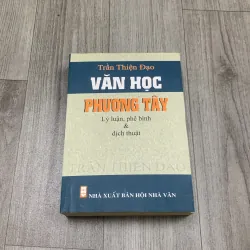 Trần Thiện Đạo
VĂN HỌC
PHƯƠNG TÂY
Lý luận, phê bình
&
dịch thuật
TRẦN THIỆN ĐẠO
NHÀ XUẤT BẢN HỘI NHÀ VĂN